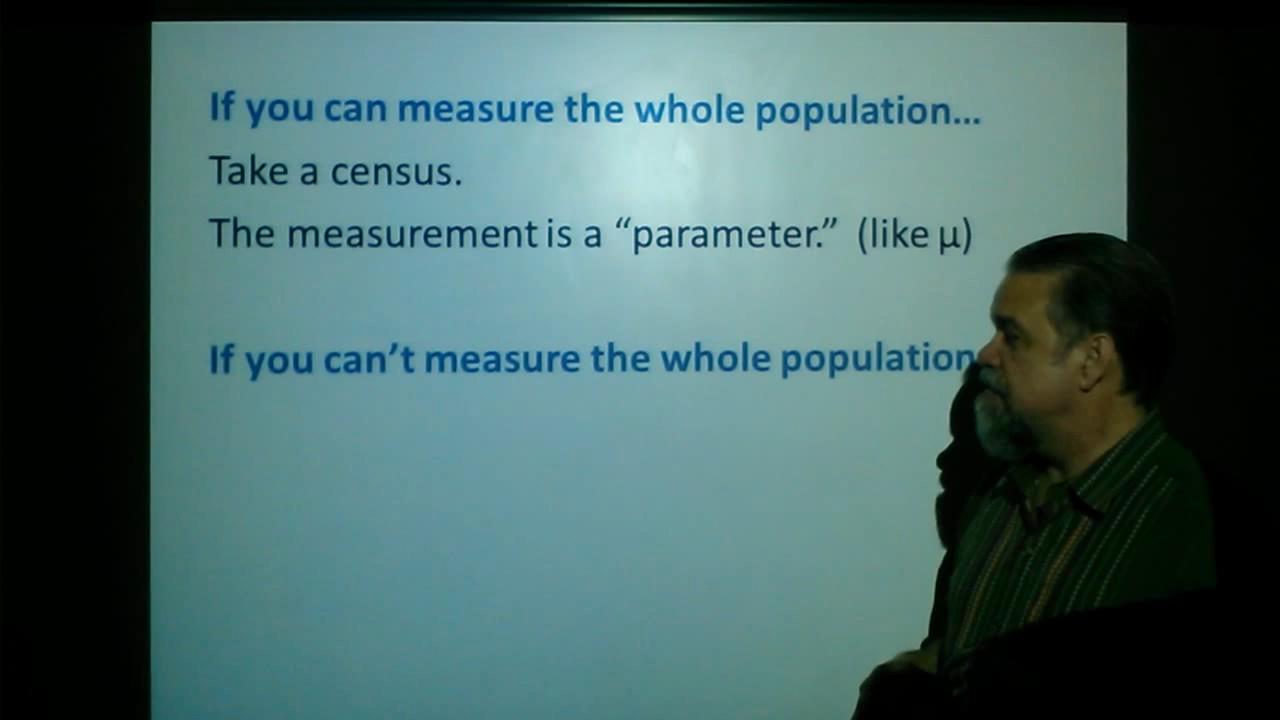 If you can measure the whole population...
Take a census.
The measurement is a “parameter.” (like µ)
If you can’t measure the whole population